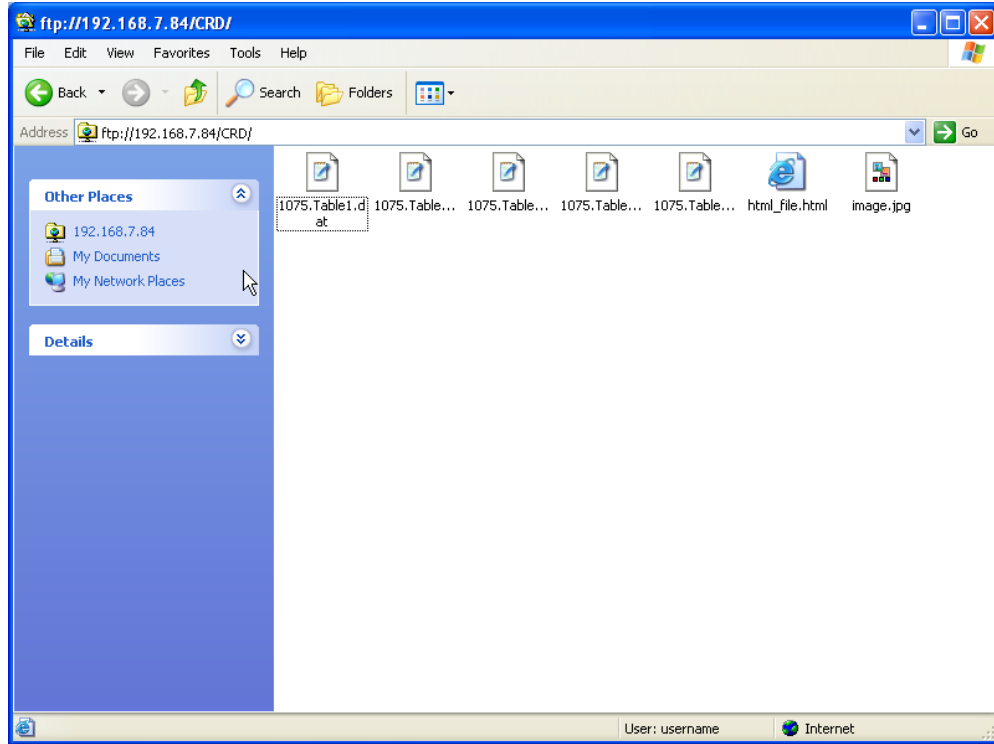 ftp://192.168.7.84/CRD/
File Edit View Favorites Tools Help
Back Search Folders
Address ftp://192.168.7.84/CRD/ Go
Other Places
192.168.7.84
My Documents
My Network Places
Details
1075.Table1.d
at
1075.Table...
1075.Table...
1075.Table...
1075.Table...
html_file.html
image.jpg
User: username
Internet